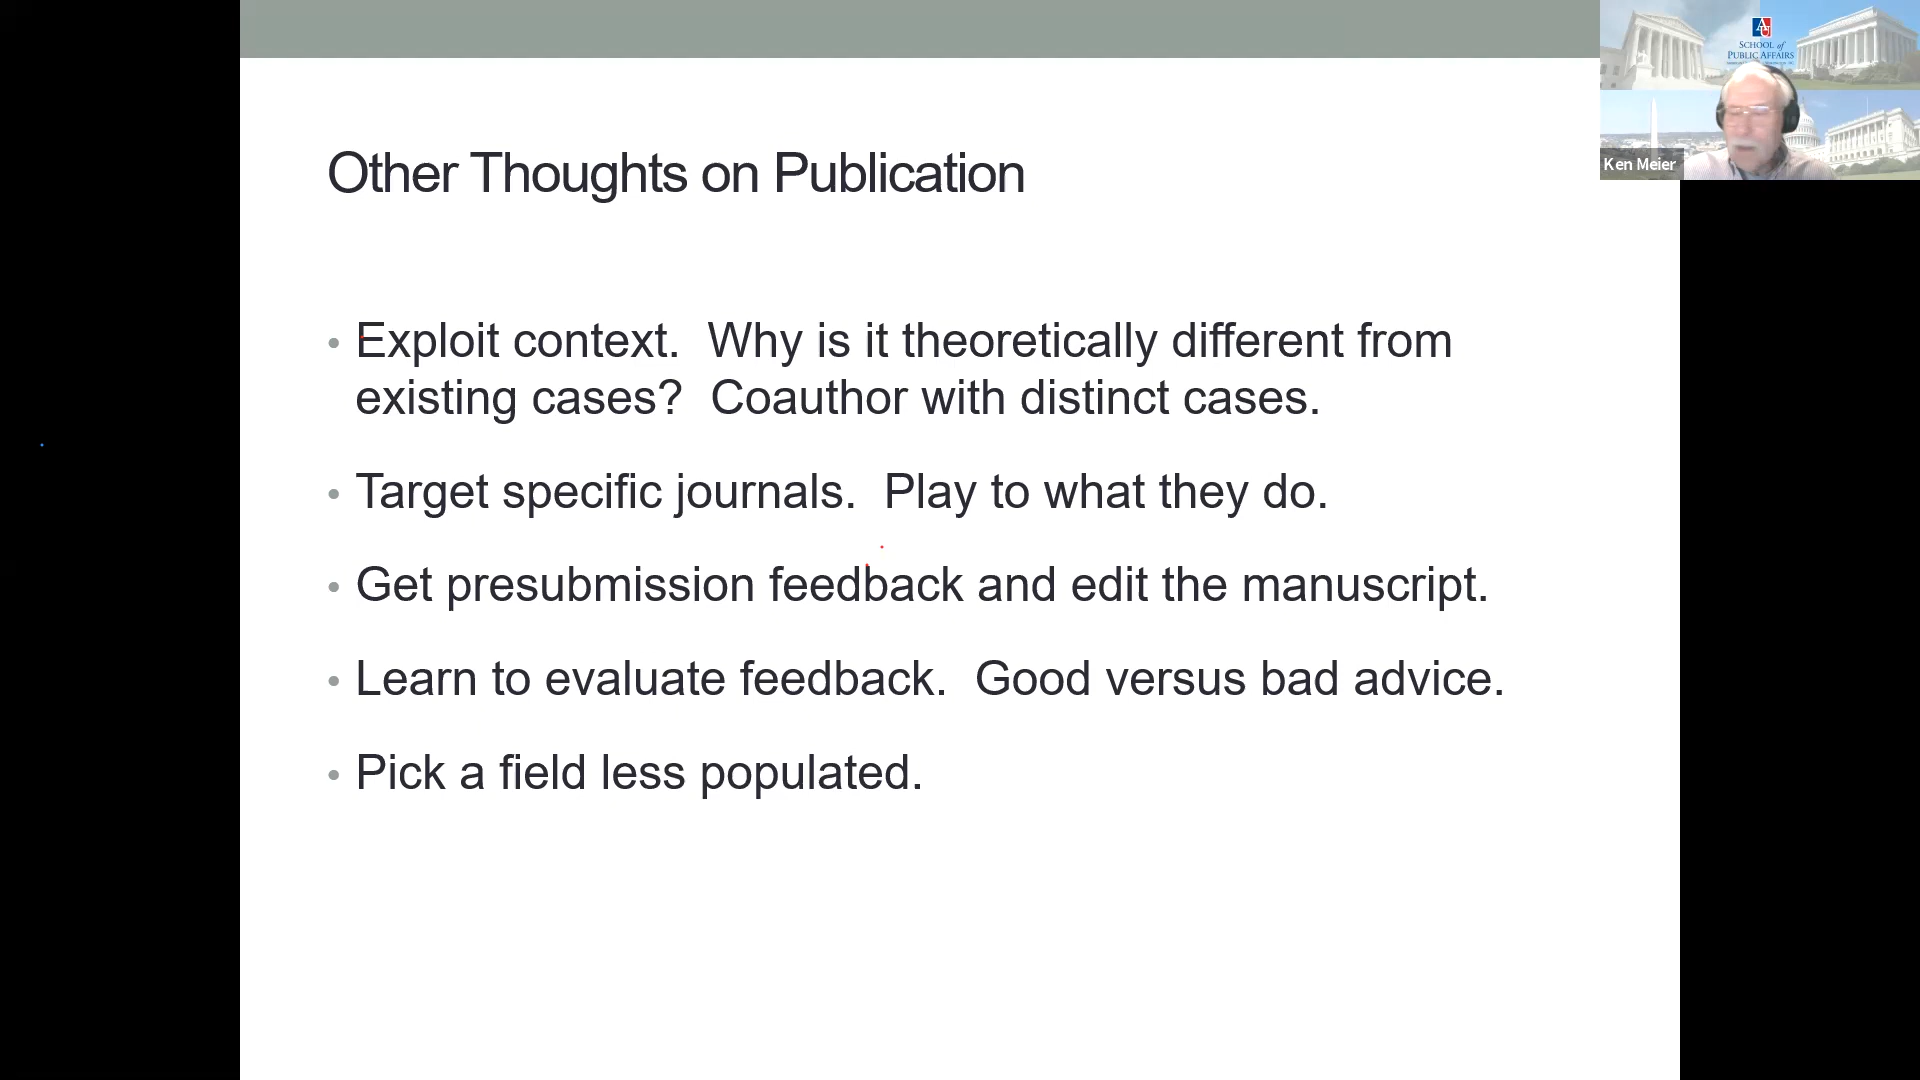 SCHOOL of
PUBLIC AFFAIRS
Ken Meier
Other Thoughts on Publication
• Exploit context.  Why is it theoretically different from
existing cases?  Coauthor with distinct cases.
• Target specific journals.  Play to what they do.
• Get presubmission feedback and edit the manuscript.
• Learn to evaluate feedback.  Good versus bad advice.
• Pick a field less populated.